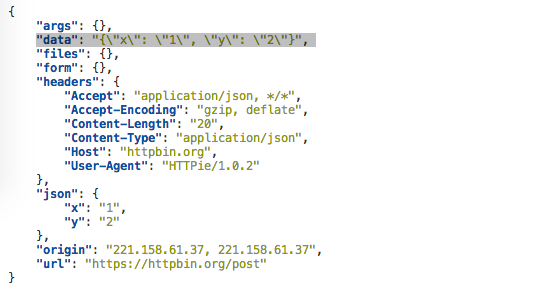 {
    "args": {},
    "data": "{\"x\": \"1\", \"y\": \"2\"}",
    "files": {},
    "form": {},
    "headers": {
        "Accept": "application/json, */*",
        "Accept-Encoding": "gzip, deflate",
        "Content-Length": "20",
        "Content-Type": "application/json",
        "Host": "httpbin.org",
        "User-Agent": "HTTPie/1.0.2"
    },
    "json": {
        "x": "1",
        "y": "2"
    },
    "origin": "221.158.61.37, 221.158.61.37",
    "url": "https://httpbin.org/post"
}